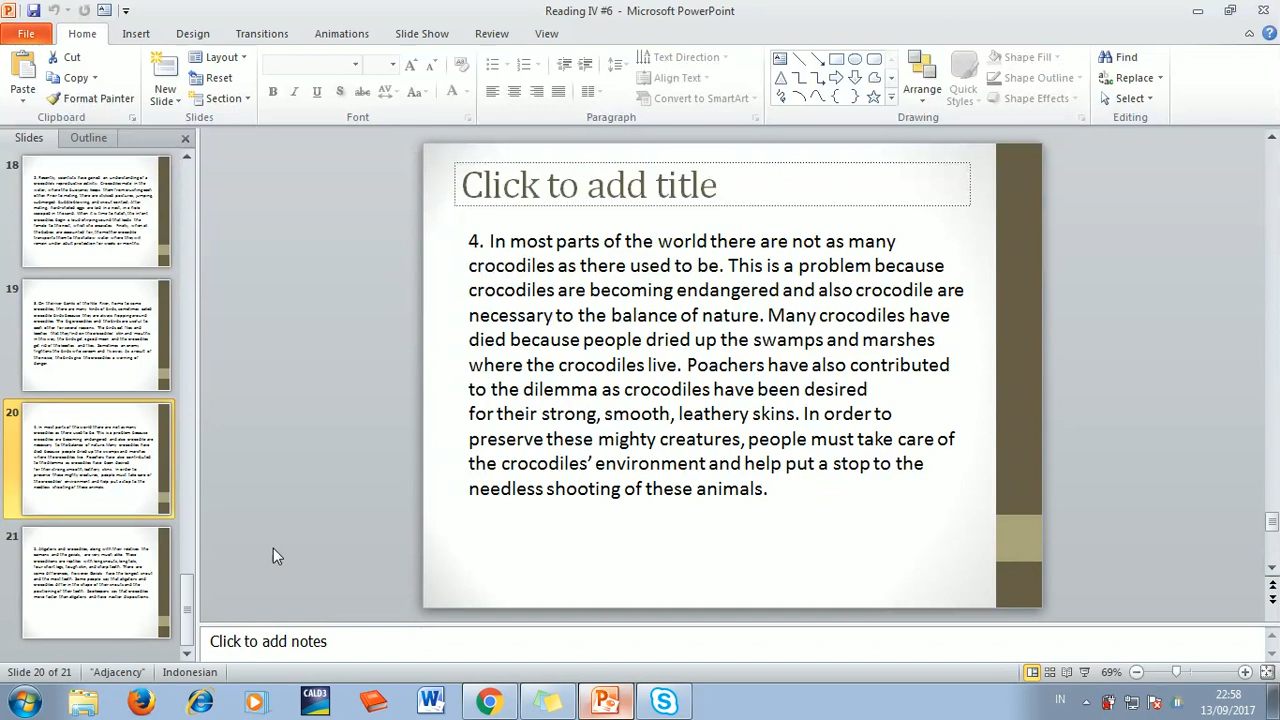 Reading IV #6 - Microsoft PowerPoint
File Home Insert Design Transitions Animations Slide Show Review View
Cut
Copy
Format Painter
Paste
Clipboard
New
Slide
Layout
Reset
Section
Slides
Font
Text Direction
Align Text
Convert to SmartArt
Paragraph
Arrange
Quick
Styles
Shape Fill
Shape Outline
Shape Effects
Drawing
Find
Replace
Select
Editing
Slides Outline
18
19
20
21
Click to add title
4. In most parts of the world there are not as many
crocodiles as there used to be. This is a problem because
crocodiles are becoming endangered and also crocodile are
necessary to the balance of nature. Many crocodiles have
died because people dried up the swamps and marshes
where the crocodiles live. Poachers have also contributed
to the dilemma as crocodiles have been desired
for their strong, smooth, leathery skins. In order to
preserve these mighty creatures, people must take care of
the crocodiles’ environment and help put a stop to the
needless shooting of these animals.
Click to add notes
Slide 20 of 21 "Adjacency" Indonesian 69%
CALD3
IN
22:58
13/09/2017